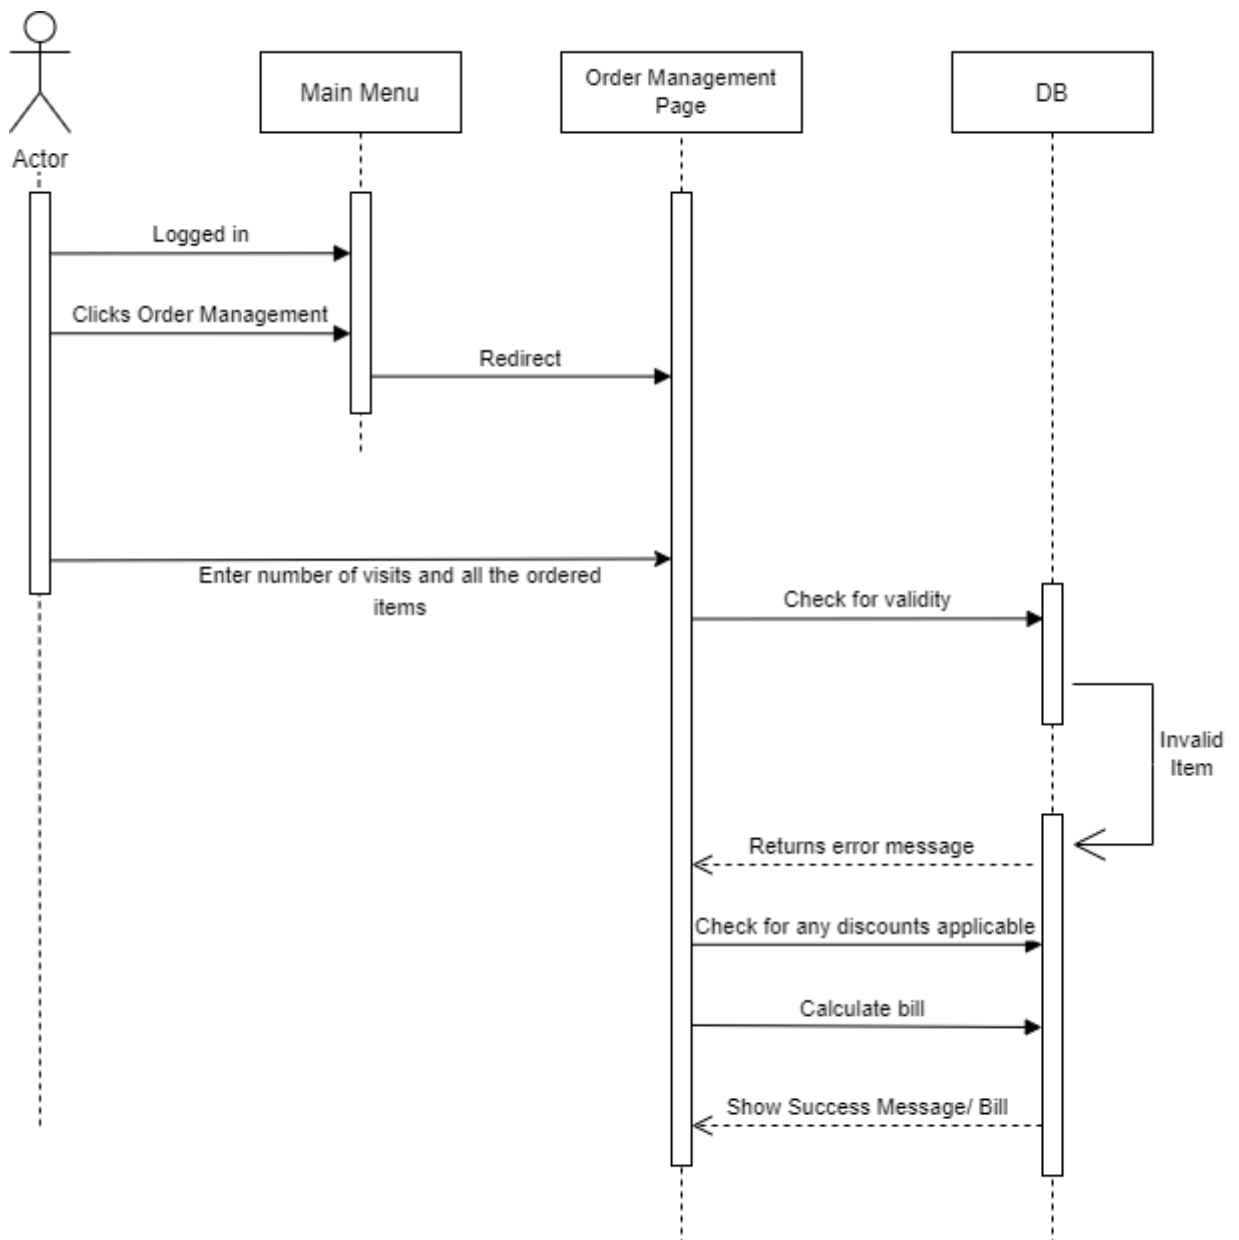 Actor
Main Menu
Order Management
Page
DB
Logged in
Clicks Order Management
Redirect
Enter number of visits and all the ordered
items
Check for validity
Invalid
Item
Returns error message
Check for any discounts applicable
Calculate bill
Show Success Message/ Bill